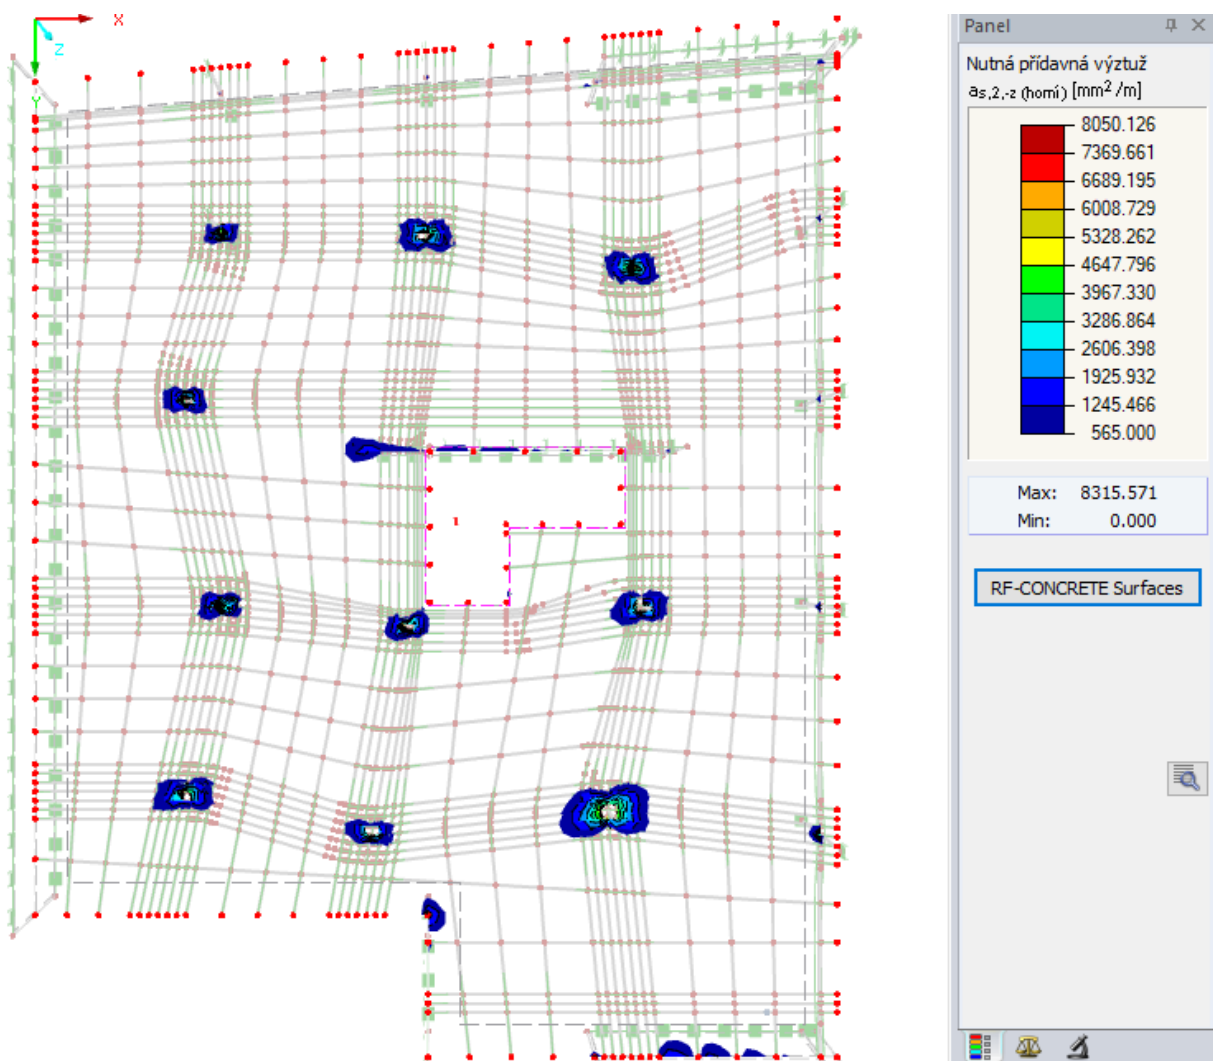 X
Z
Y
1
Panel
Nutná přídavná výztuž
as,2,-z (horní) [mm2 /m]
8050.126
7369.661
6689.195
6008.729
5328.262
4647.796
3967.330
3286.864
2606.398
1925.932
1245.466
565.000
Max: 8315.571
Min: 0.000
RF-CONCRETE Surfaces